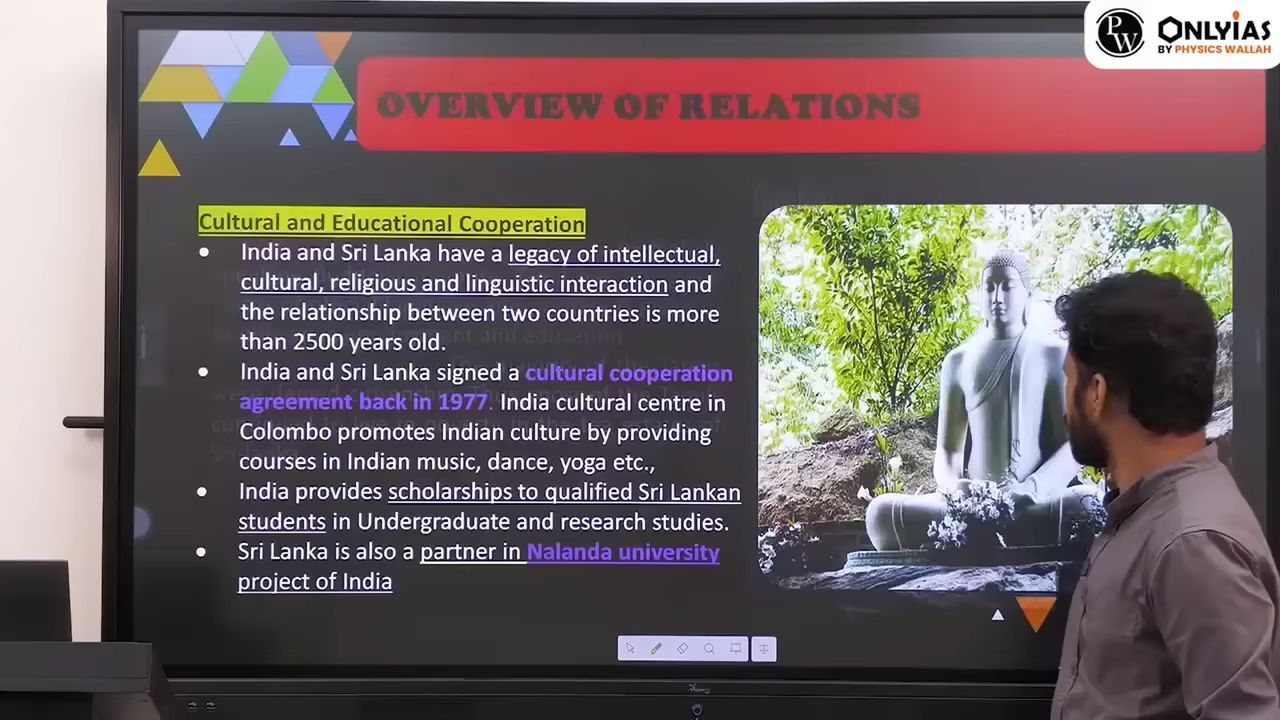 PW
ONLYIAS
BY PHYSICS WALLAH
OVERVIEW OF RELATIONS
Cultural and Educational Cooperation
• India and Sri Lanka have a legacy of intellectual,
cultural, religious and linguistic interaction and
the relationship between two countries is more
than 2500 years old.
• India and Sri Lanka signed a cultural cooperation
agreement back in 1977. India cultural centre in
Colombo promotes Indian culture by providing
courses in Indian music, dance, yoga etc.,
• India provides scholarships to qualified Sri Lankan
students in Undergraduate and research studies.
• Sri Lanka is also a partner in Nalanda university
project of India